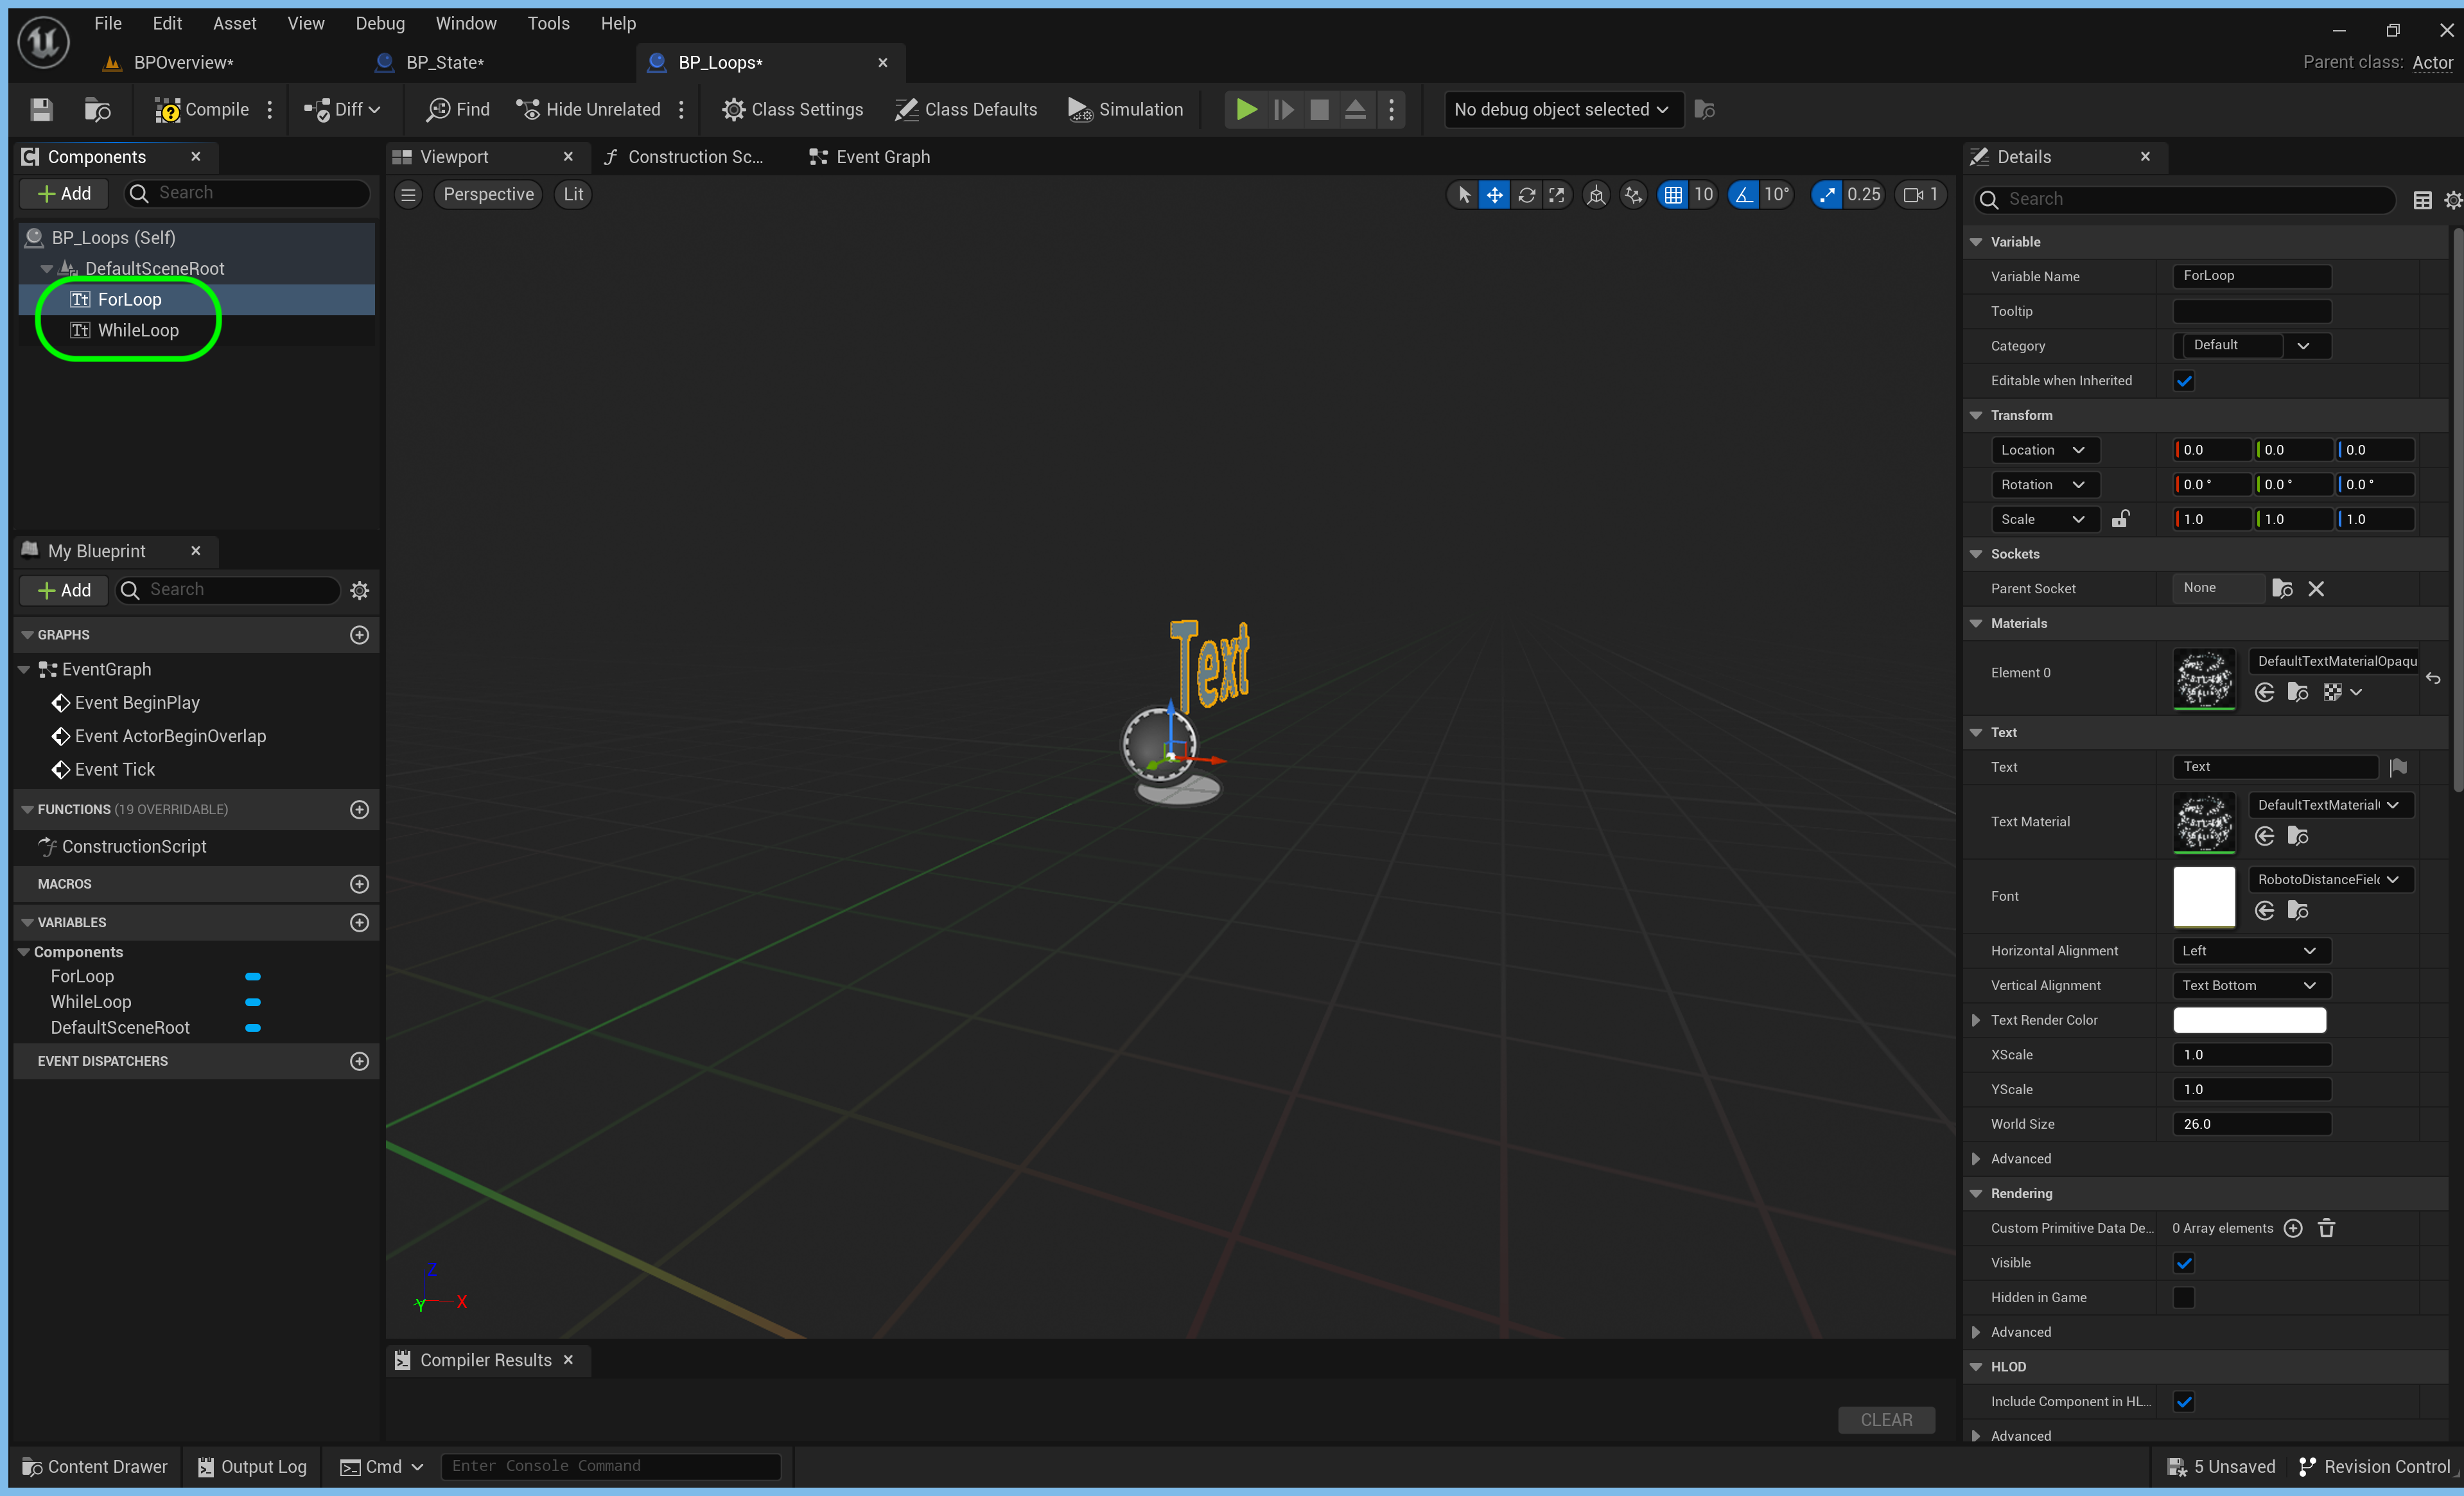 File Edit Asset View Debug Window Tools Help
BPOverview* BP_State* BP_Loops*
Parent class: Actor
Compile Diff Find Hide Unrelated Class Settings Class Defaults Simulation No debug object selected
Components
Add Search
BP_Loops (Self)
DefaultSceneRoot
ForLoop
WhileLoop
My Blueprint
Add Search
GRAPHS
EventGraph
Event BeginPlay
Event ActorBeginOverlap
Event Tick
FUNCTIONS (19 OVERRIDABLE)
ConstructionScript
MACROS
VARIABLES
Components
ForLoop
WhileLoop
DefaultSceneRoot
EVENT DISPATCHERS
Viewport Construction Sc... Event Graph
Perspective Lit 10 10° 0.25 1
Text
Z
Y X
Compiler Results
CLEAR
Details
Search
Variable
Variable Name ForLoop
Tooltip
Category Default
Editable when Inherited
Transform
Location 0.0 0.0 0.0
Rotation 0.0 ° 0.0 ° 0.0 °
Scale 1.0 1.0 1.0
Sockets
Parent Socket None
Materials
Element 0 DefaultTextMaterialOpaqu
Text
Text Text
Text Material DefaultTextMaterial
Font RobotoDistanceField
Horizontal Alignment Left
Vertical Alignment Text Bottom
Text Render Color
XScale 1.0
YScale 1.0
World Size 26.0
Advanced
Rendering
Custom Primitive Data De... 0 Array elements
Visible
Hidden in Game
Advanced
HLOD
Include Component in HL...
Advanced
Content Drawer Output Log Cmd Enter Console Command 5 Unsaved Revision Control